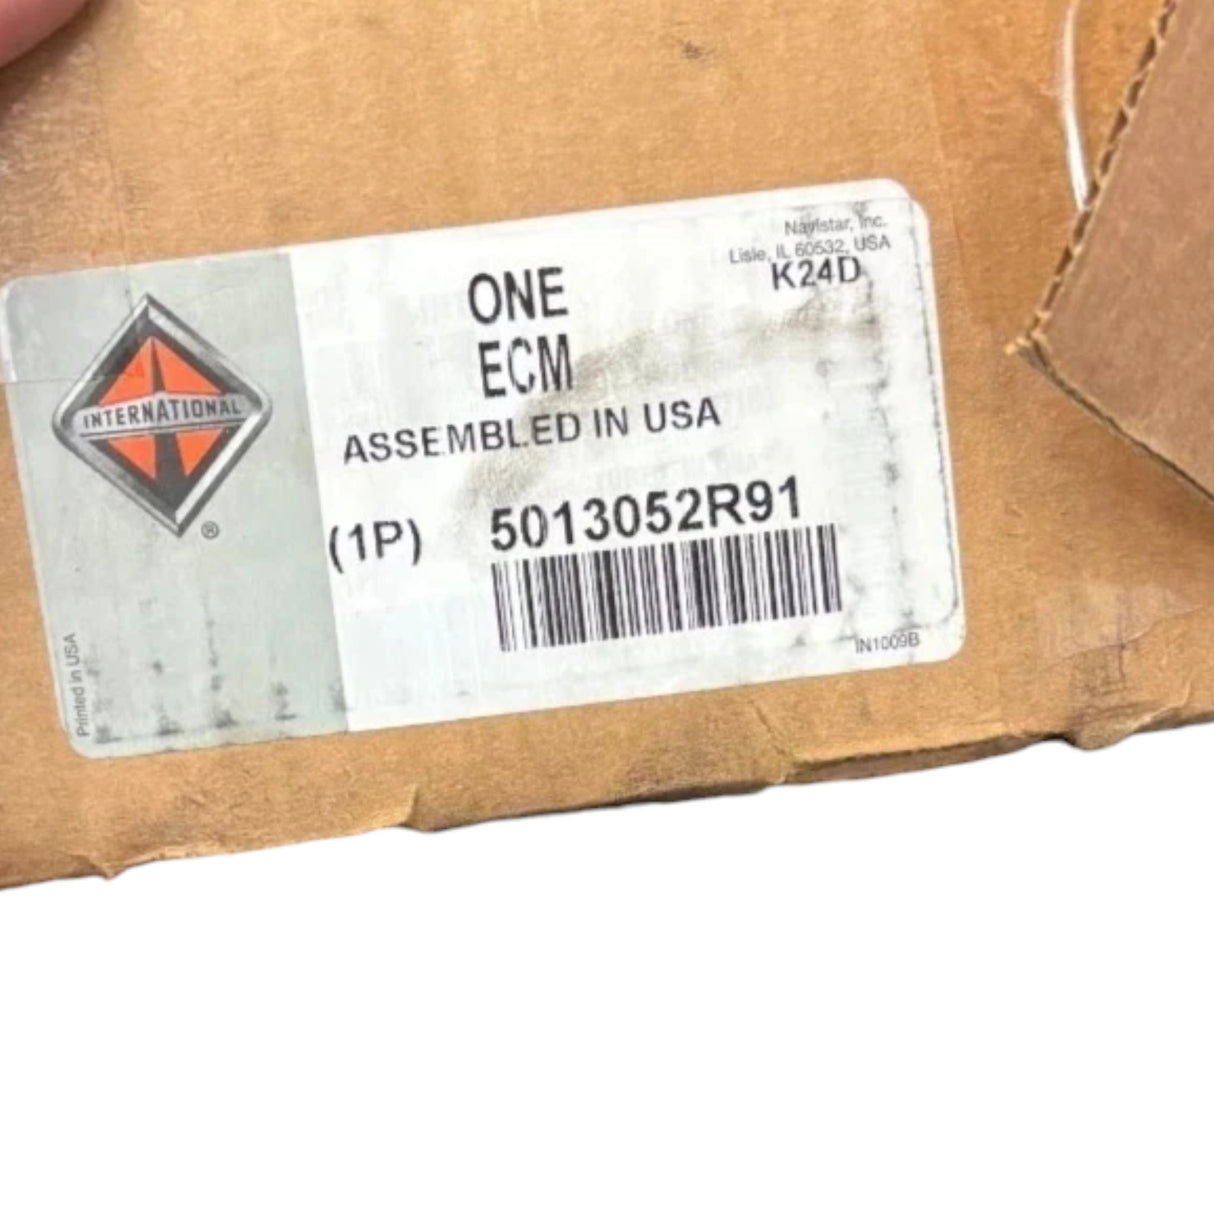 Navistar, Inc.
Lisle, IL 60532, USA
K24D
ONE
ECM
ASSEMBLED IN USA
INTERNATIONAL
®
(1P) 5013052R91
IN1009B
Printed in USA